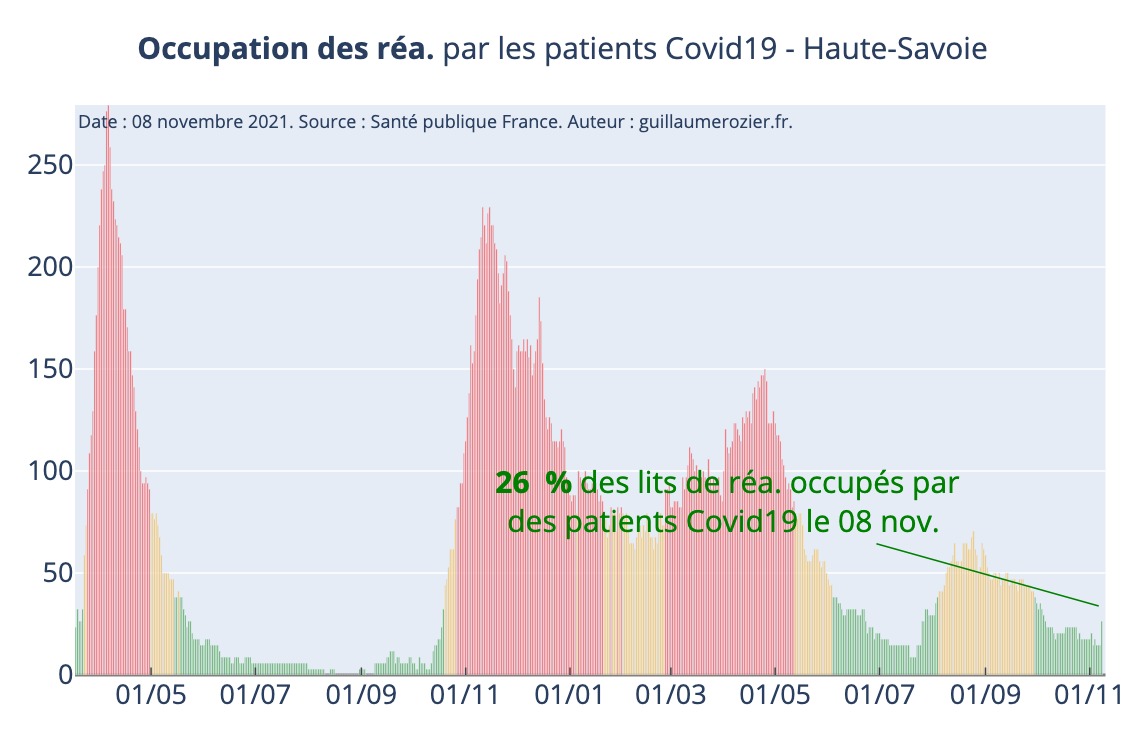 Occupation des réa. par les patients Covid19 - Haute-Savoie
Date : 08 novembre 2021. Source : Santé publique France. Auteur : guillaumerozier.fr.
250
200
150
100
50
0
26 % des lits de réa. occupés par
des patients Covid19 le 08 nov.
01/05 01/07 01/09 01/11 01/01 01/03 01/05 01/07 01/09 01/11